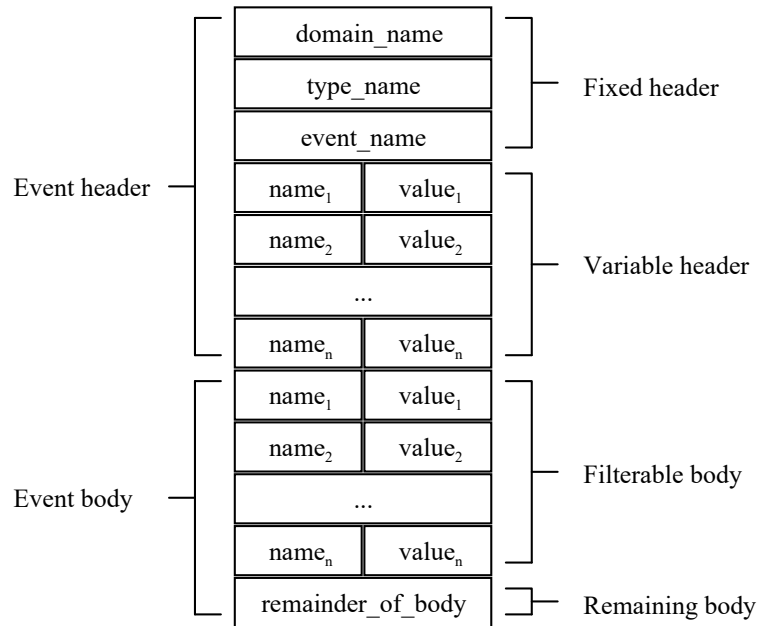 domain_name
type_name
Fixed header
event_name
Event header
name₁ value₁
name₂ value₂
Variable header
...
nameₙ valueₙ
name₁ value₁
name₂ value₂
Filterable body
Event body
...
nameₙ valueₙ
remainder_of_body
Remaining body